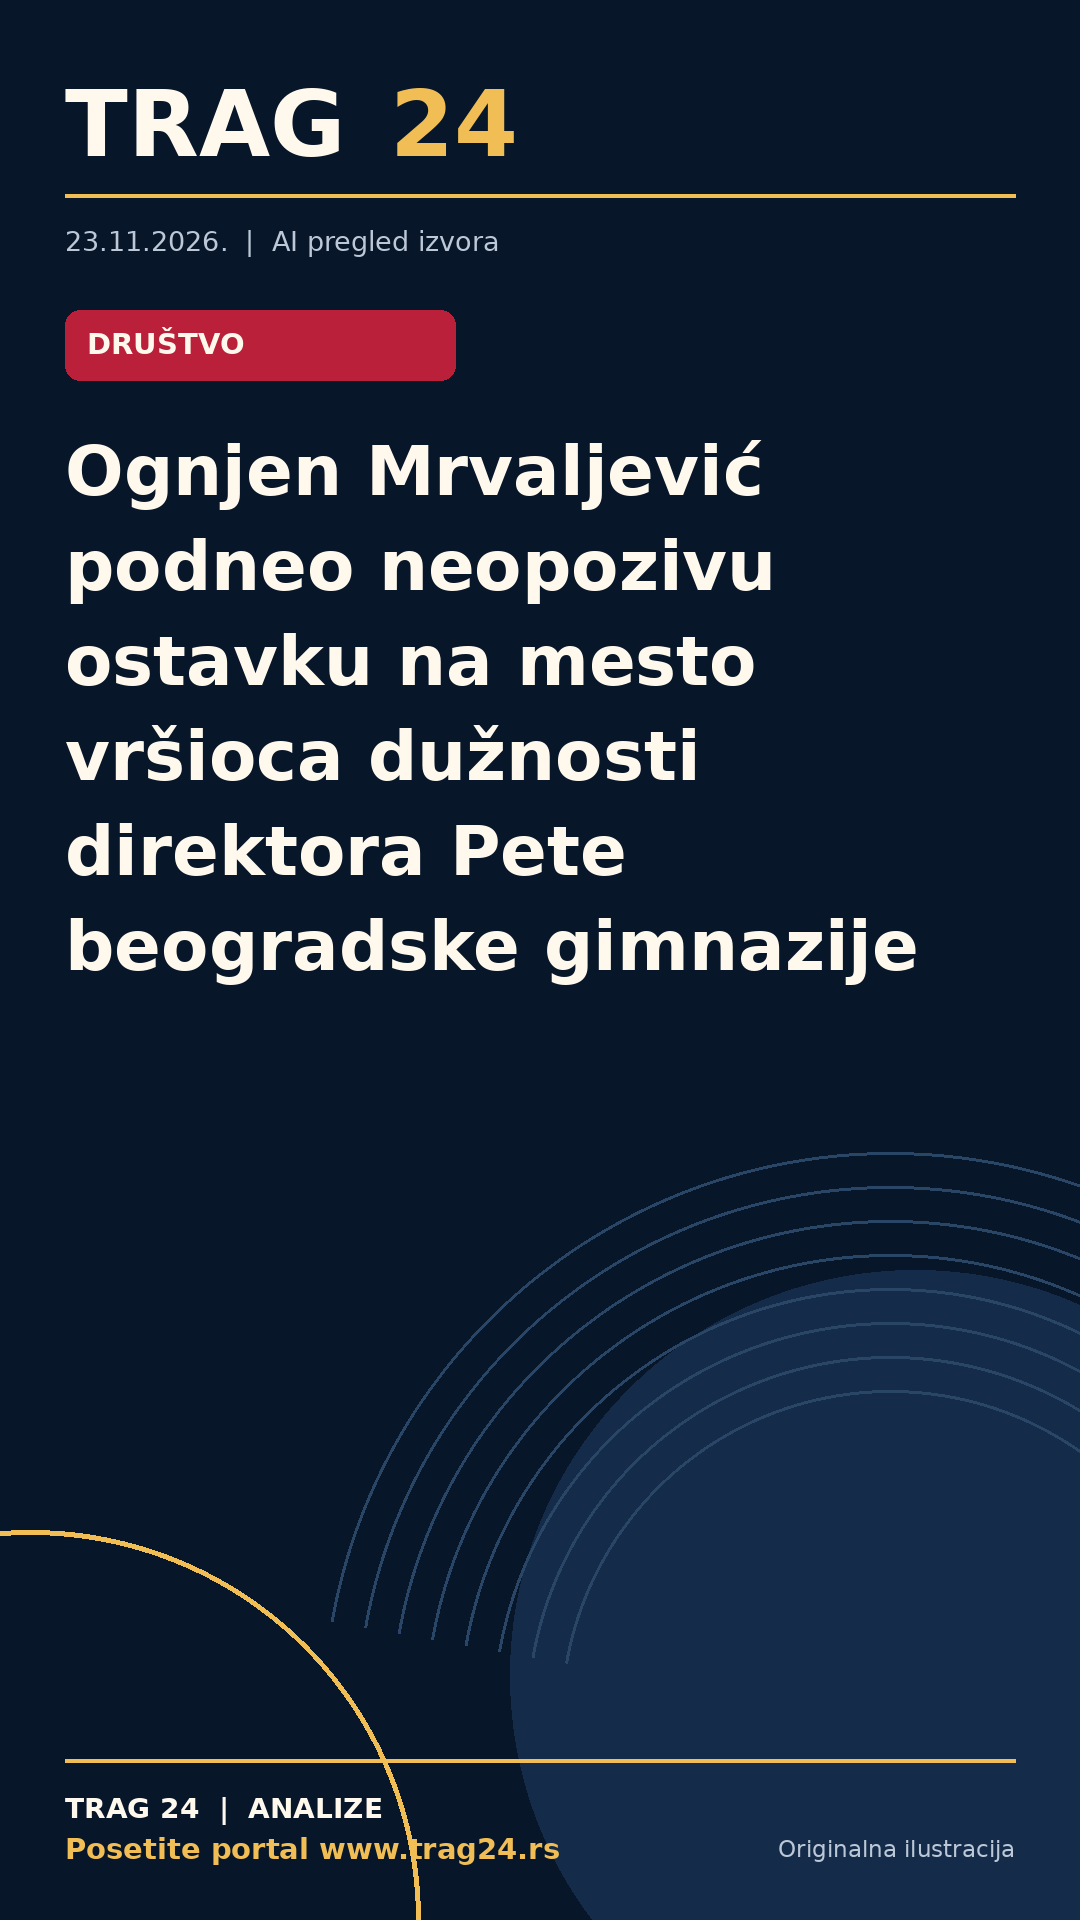 TRAG 24
23.11.2026. | AI pregled izvora
DRUŠTVO
Ognjen Mrvaljević
podneo neopozivu
ostavku na mesto
vršioca dužnosti
direktora Pete
beogradske gimnazije
TRAG 24 | ANALIZE
Posetite portal www.trag24.rs
Originalna ilustracija